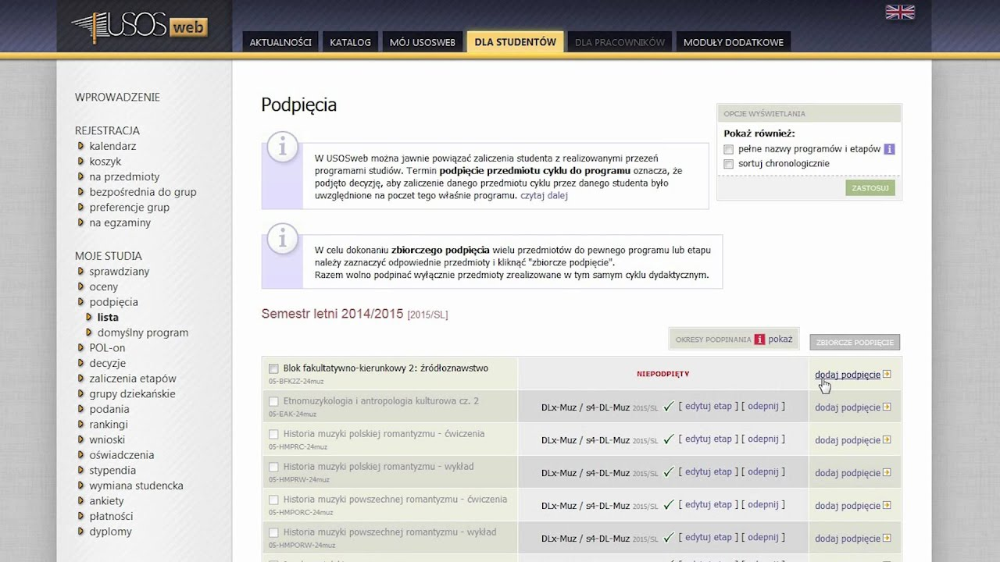 USOS web
AKTUALNOŚCI
KATALOG
MÓJ USOSWEB
DLA STUDENTÓW
DLA PRACOWNIKÓW
MODUŁY DODATKOWE
WPROWADZENIE
REJESTRACJA
kalendarz
koszyk
na przedmioty
bezpośrednia do grup
preferencje grup
na egzaminy
MOJE STUDIA
sprawdziany
oceny
podpięcia
lista
domyślny program
POL-on
decyzje
zaliczenia etapów
grupy dziekańskie
podania
rankingi
wnioski
oświadczenia
stypendia
wymiana studencka
ankiety
płatności
dyplomy
Podpięcia
OPCJE WYŚWIETLANIA
Pokaż również:
pełne nazwy programów i etapów i
sortuj chronologicznie
ZASTOSUJ
i
W USOSweb można jawnie powiązać zaliczenia studenta z realizowanymi przezeń
programami studiów. Termin podpięcie przedmiotu cyklu do programu oznacza, że
podjęto decyzję, aby zaliczenie danego przedmiotu cyklu przez danego studenta było
uwzględnione na poczet tego właśnie programu. czytaj dalej
i
W celu dokonaniu zbiorczego podpięcia wielu przedmiotów do pewnego programu lub etapu
należy zaznaczyć odpowiednie przedmioty i kliknąć "zbiorcze podpięcie".
Razem wolno podpinać wyłącznie przedmioty zrealizowane w tym samym cyklu dydaktycznym.
Semestr letni 2014/2015 [2015/SL]
OKRESY PODPINANIA i pokaż
ZBIORCZE PODPIĘCIE
Blok fakultatywno-kierunkowy 2: źródłoznawstwo
05-BFK2Z-24muz
NIEPODPIĘTY
dodaj podpięcie
Etnomuzykologia i antropologia kulturowa cz. 2
05-EAK-24muz
DLx-Muz / s4-DL-Muz 2015/SL [ edytuj etap ] [ odepnij ]
dodaj podpięcie
Historia muzyki polskiej romantyzmu - ćwiczenia
05-HMPRC-24muz
DLx-Muz / s4-DL-Muz 2015/SL [ edytuj etap ] [ odepnij ]
dodaj podpięcie
Historia muzyki polskiej romantyzmu - wykład
05-HMPRW-24muz
DLx-Muz / s4-DL-Muz 2015/SL [ edytuj etap ] [ odepnij ]
dodaj podpięcie
Historia muzyki powszechnej romantyzmu - ćwiczenia
05-HMPORC-24muz
DLx-Muz / s4-DL-Muz 2015/SL [ edytuj etap ] [ odepnij ]
dodaj podpięcie
Historia muzyki powszechnej romantyzmu - wykład
05-HMPORW-24muz
DLx-Muz / s4-DL-Muz 2015/SL [ edytuj etap ] [ odepnij ]
dodaj podpięcie